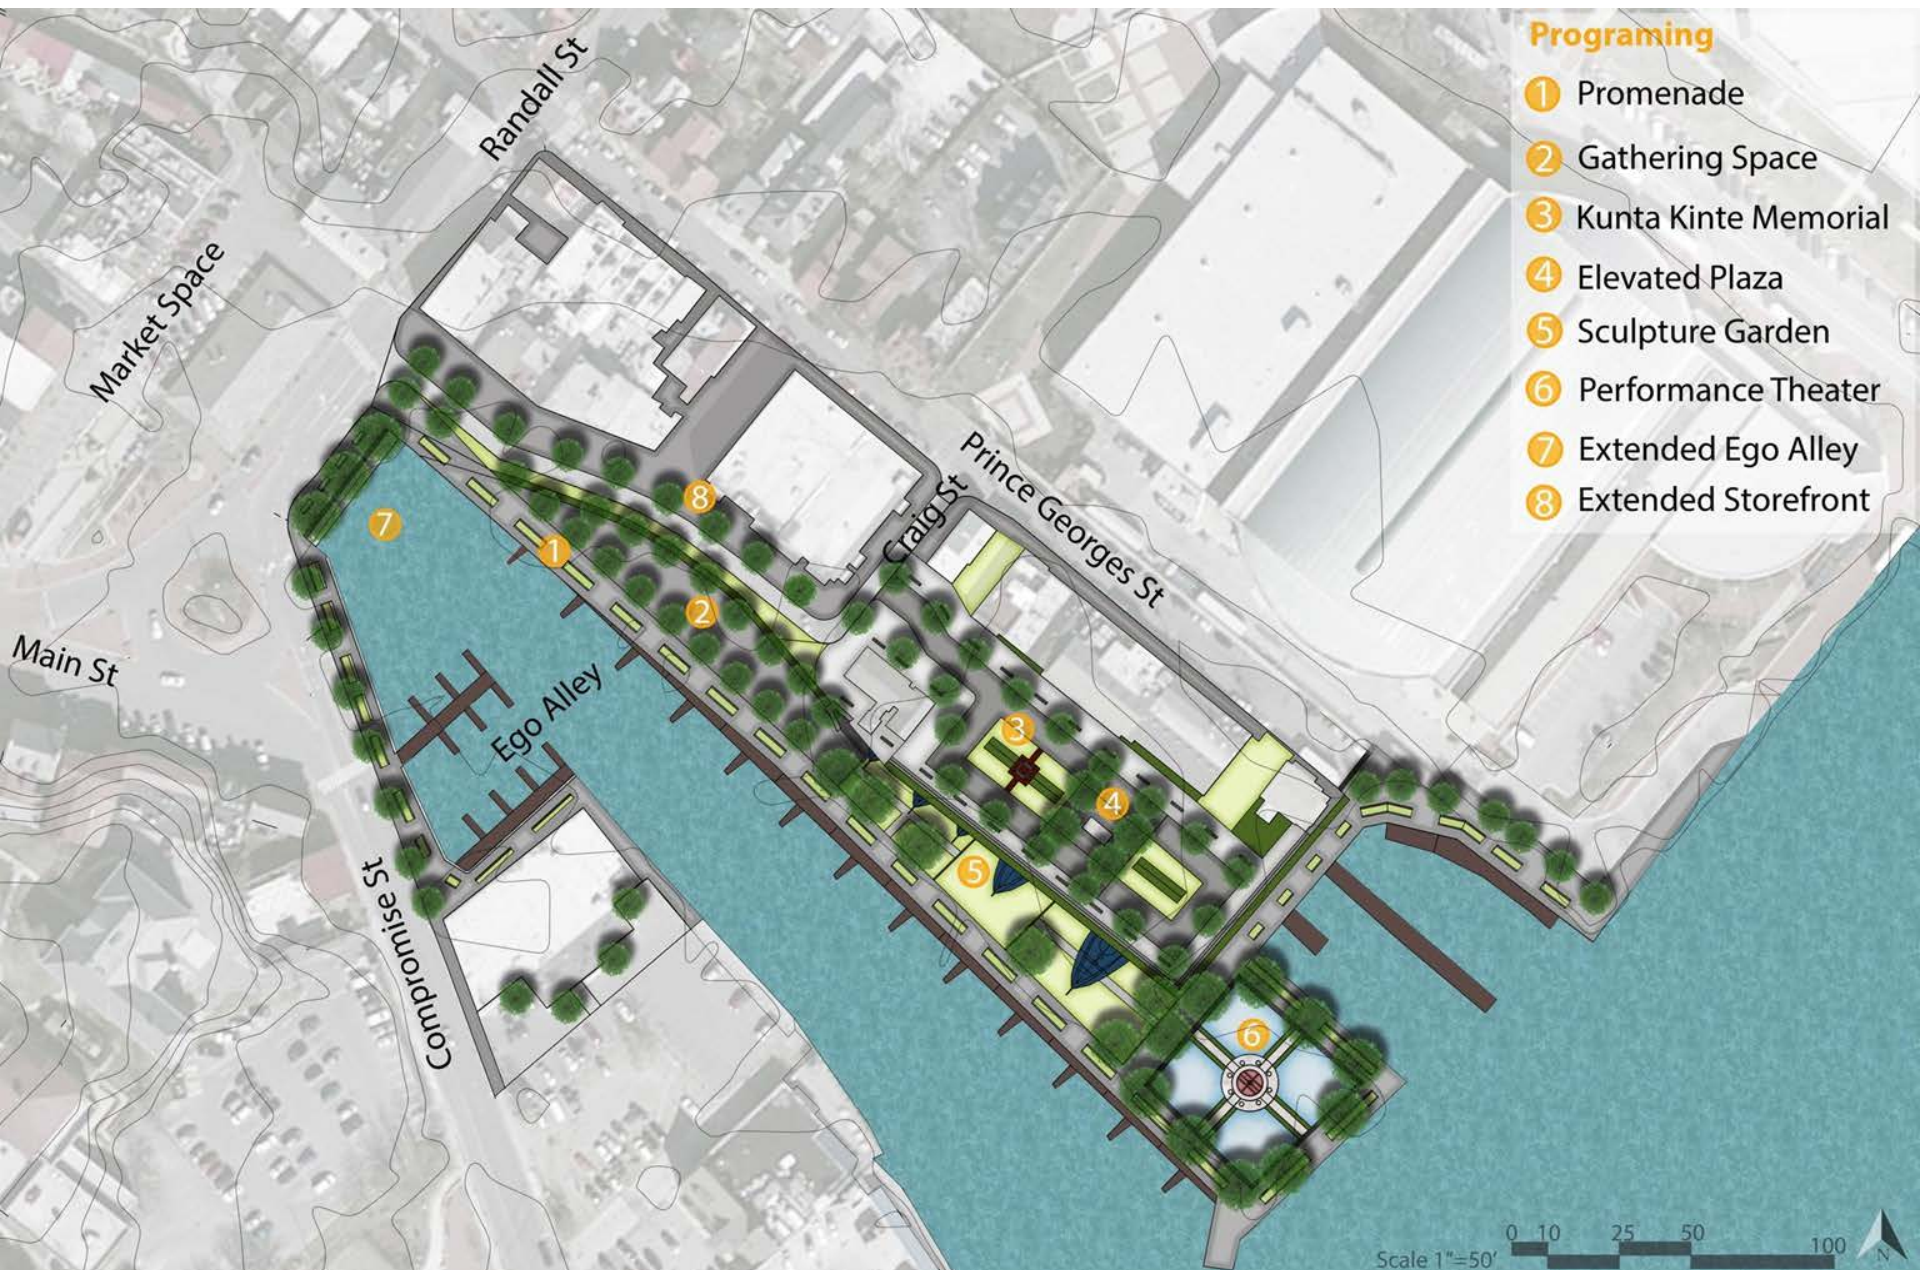 Programing
1 Promenade
2 Gathering Space
3 Kunta Kinte Memorial
4 Elevated Plaza
5 Sculpture Garden
6 Performance Theater
7 Extended Ego Alley
8 Extended Storefront
Randall St
Market Space
Prince Georges St
Craig St
8
7
1
2
Main St
Ego Alley
3
4
5
Compromise St
6
0 10 25 50 100
Scale 1"=50'
N